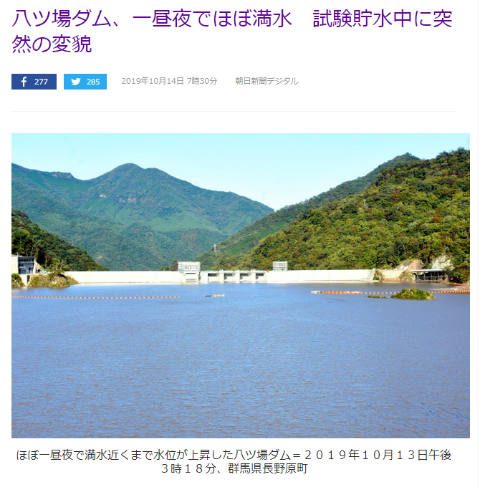 八ツ場ダム、一昼夜でほぼ満水　試験貯水中に突
然の変貌
277
285
2019年10月14日 7時30分
朝日新聞デジタル
ほぼ一昼夜で満水近くまで水位が上昇した八ツ場ダム＝２０１９年１０月１３日午後
３時１８分、群馬県長野原町